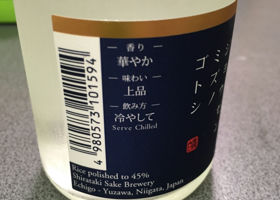 香り
華やか
味わい
上品
飲み方
冷やして
Serve Chilled
ミズノ
ゴトシ
4 980573 101594
Rice polished to 45%
Shirataki Sake Brewery
Echigo - Yuzawa, Niigata, Japan